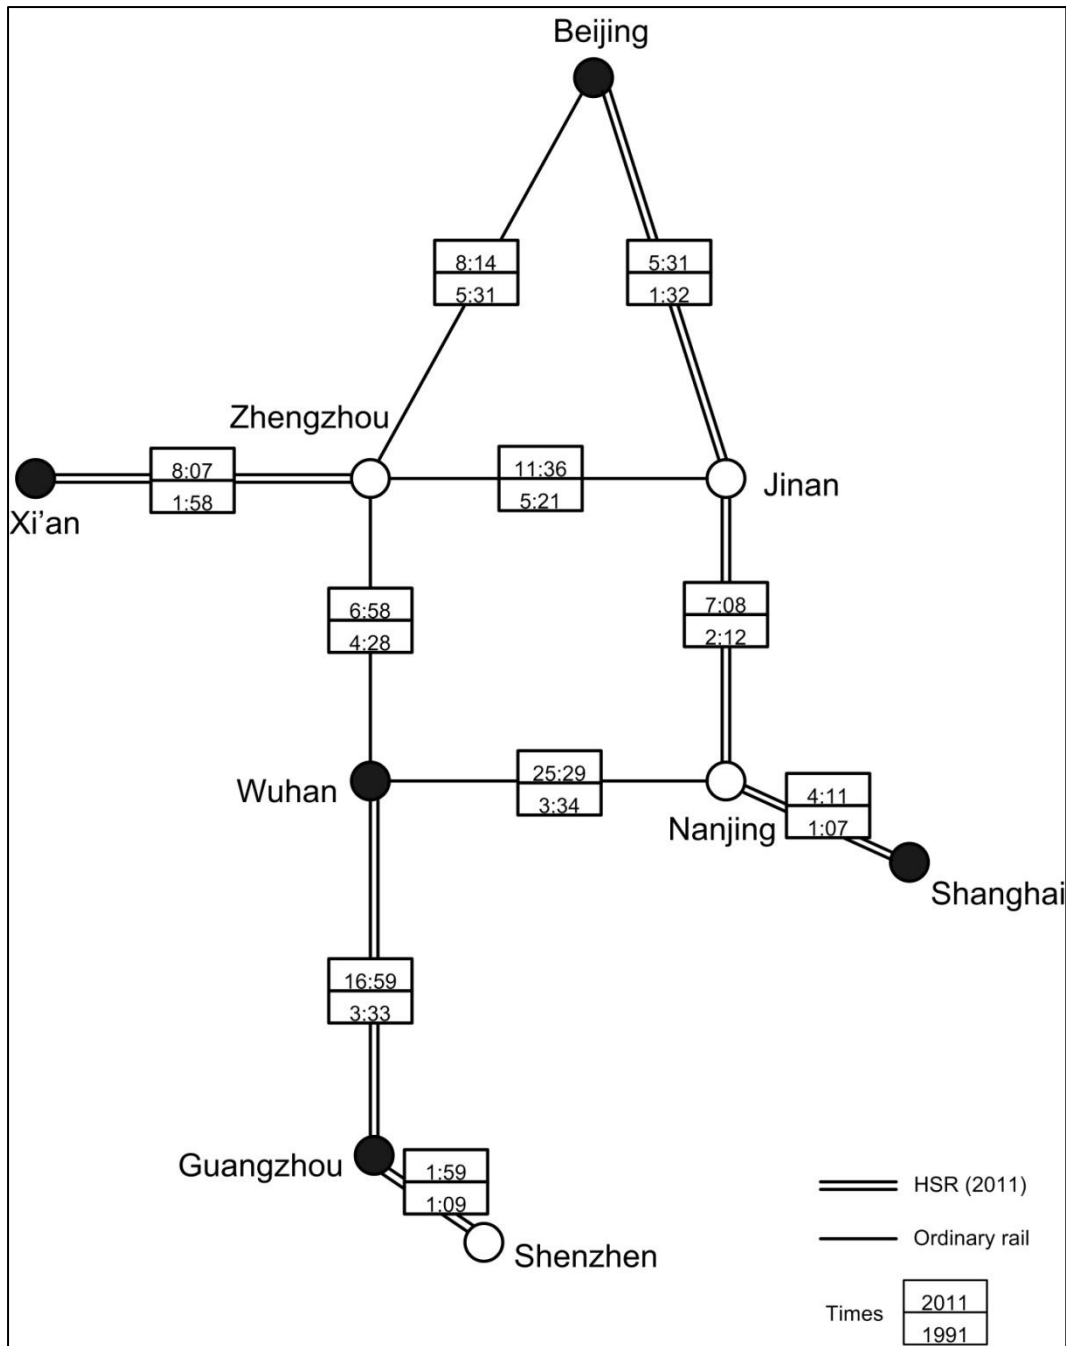 Beijing
8:14
5:31
5:31
1:32
Zhengzhou
8:07
1:58
11:36
5:21
Jinan
Xi'an
6:58
4:28
7:08
2:12
Wuhan
25:29
3:34
4:11
1:07
Nanjing
Shanghai
16:59
3:33
Guangzhou
1:59
1:09
HSR (2011)
Shenzhen
Ordinary rail
Times
2011
1991